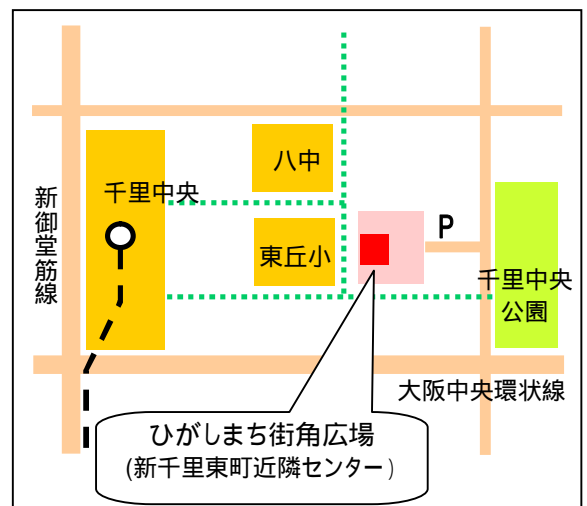 八中
千里中央
新御堂筋線
東丘小
P
千里中央
公園
大阪中央環状線
ひがしまち街角広場
(新千里東町近隣センター)